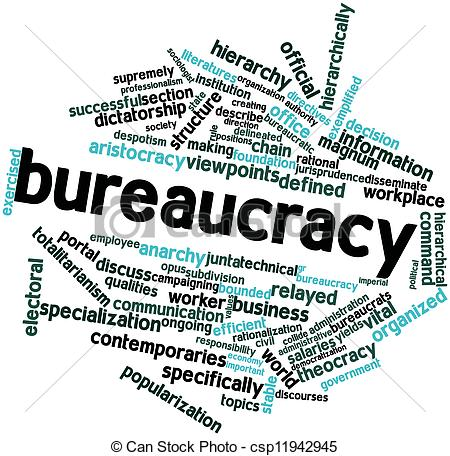 hierarchically
official
hierarchy
literatures
sociologist
supremely
professionalism
institution
organization
authority
directives
exemplified
successful
section
state
creating
bureaucratic
office
decision
dictatorship
structure
describe
direction
information
society
rule
delineated
magnum
despotism
positions
chain
making
rational
aristocracy
foundation
jurisprudence
disseminate
viewpoints
defined
workplace
exercised
bureaucracy
hierarchical
command
political
employee
anarchy
junta
technical
or
portal
totalitarianism
opus
subdivision
bureaucracy
imperial
discuss
campaigning
qualities
bounded
relayed
electoral
communication
worker
values
business
specialization
ongoing
efficient
rationalization
collide
administration
administrative
bureaucrats
organized
responsibility
civil
salaries
yields
vital
contemporaries
economy
important
world
democratization
theocracy
government
specifically
stable
popularization
topics
discourses
© Can Stock Photo - csp11942945